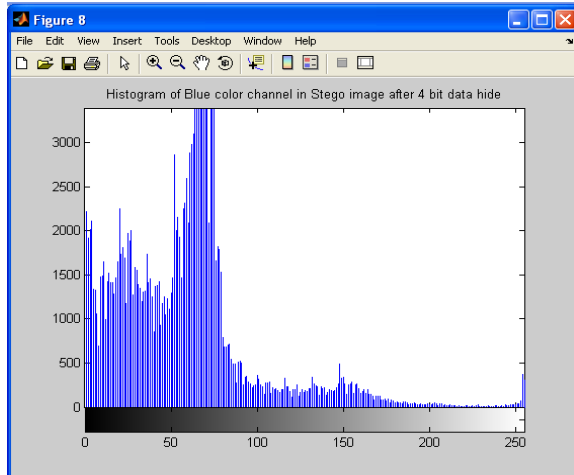 Figure 8
File Edit View Insert Tools Desktop Window Help
Histogram of Blue color channel in Stego image after 4 bit data hide
3000
2500
2000
1500
1000
500
0
0 50 100 150 200 250